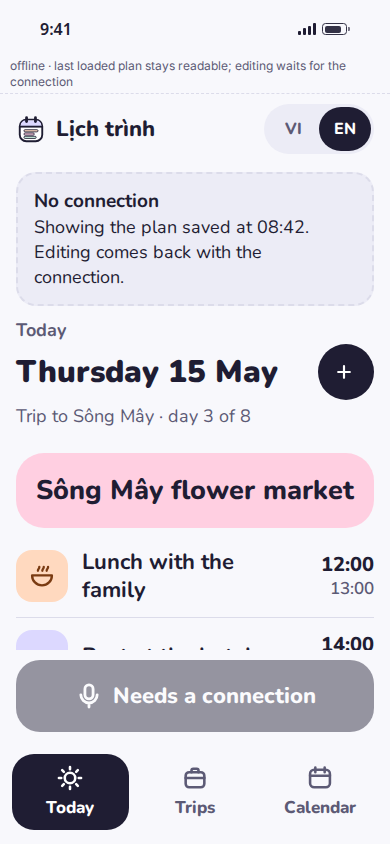 9:41
offline · last loaded plan stays readable; editing waits for the
connection
Lịch trình
VI
EN
No connection
Showing the plan saved at 08:42.
Editing comes back with the
connection.
Today
Thursday 15 May
Trip to Sông Mây · day 3 of 8
Sông Mây flower market
Lunch with the
family
12:00
13:00
14:00
Needs a connection
Today
Trips
Calendar